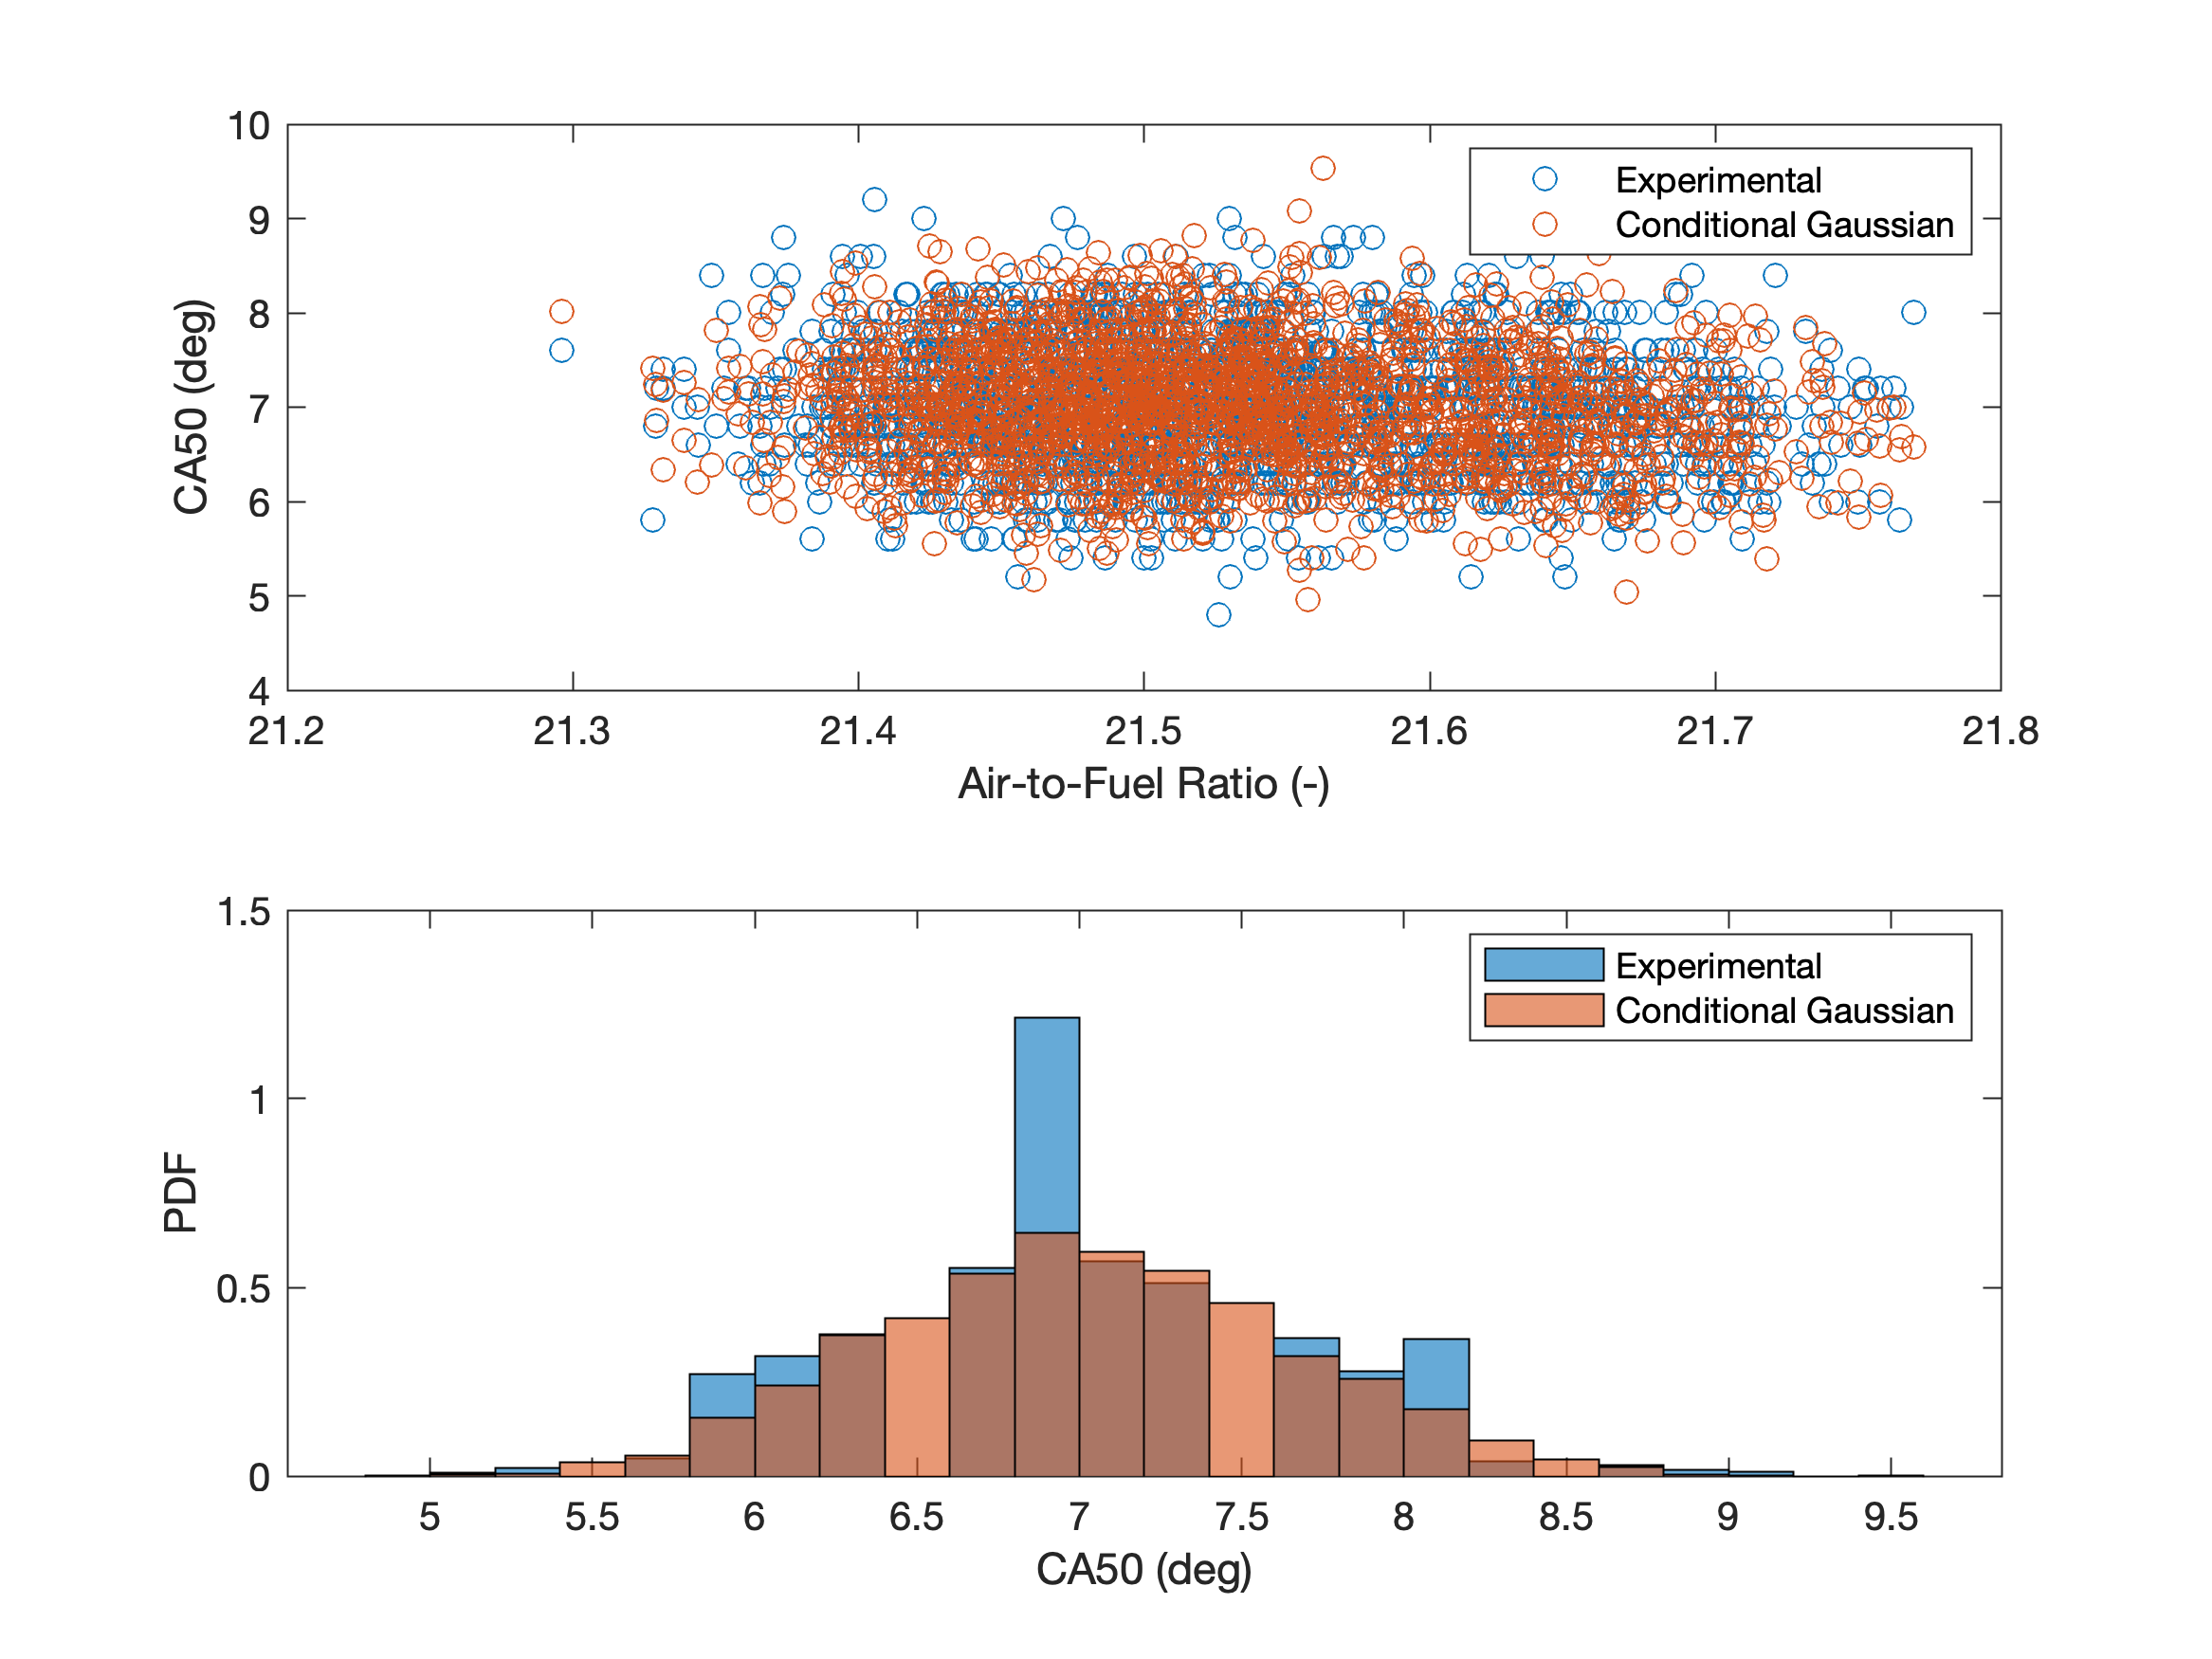 10
9
8
7
6
5
4
CA50 (deg)
Experimental
Conditional Gaussian
21.2 21.3 21.4 21.5 21.6 21.7 21.8
Air-to-Fuel Ratio (-)
1.5
1
0.5
0
PDF
Experimental
Conditional Gaussian
5 5.5 6 6.5 7 7.5 8 8.5 9 9.5
CA50 (deg)